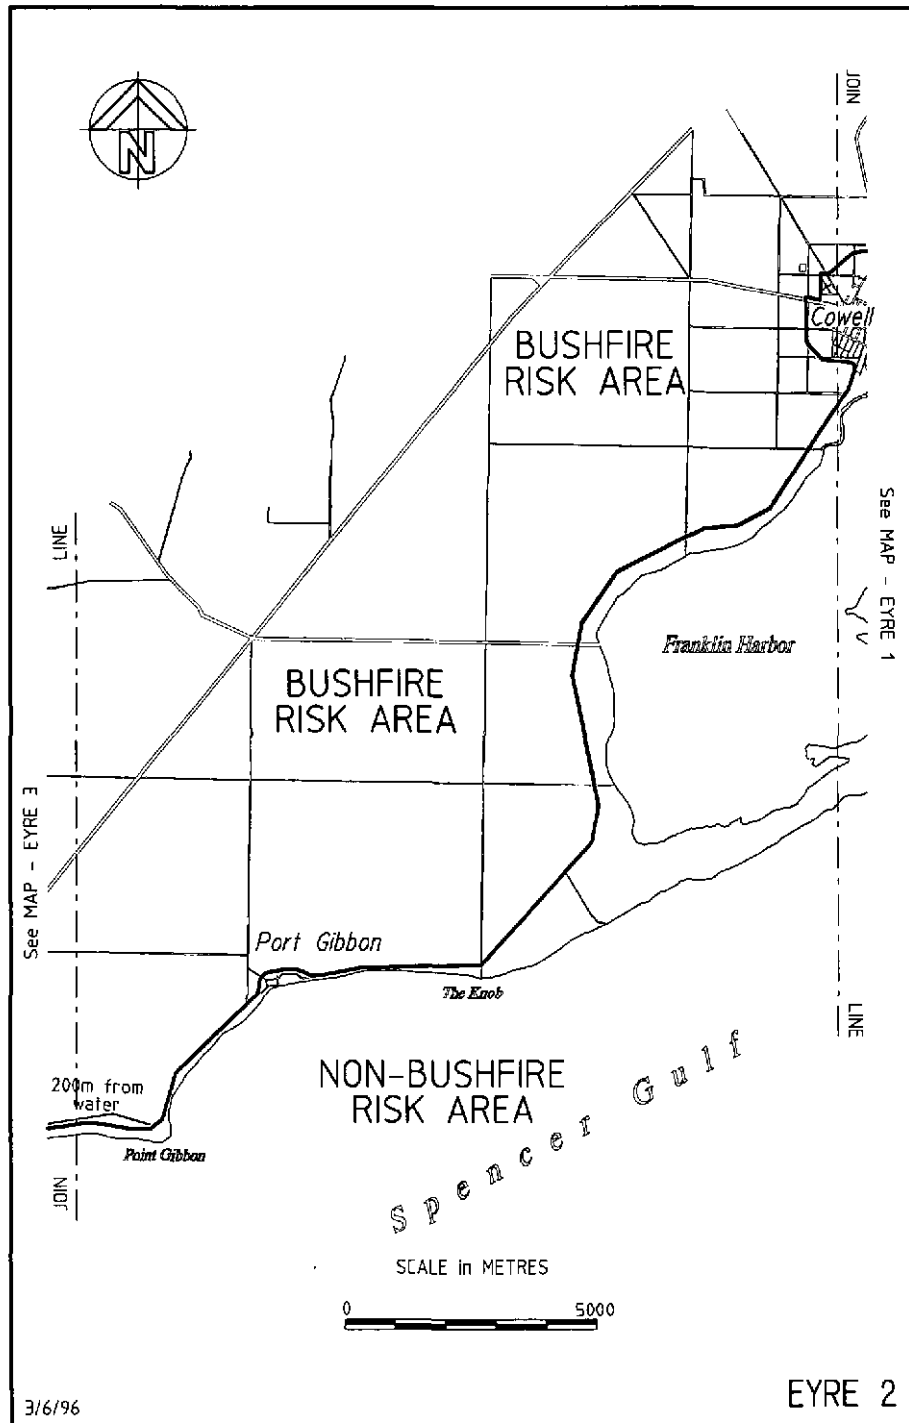 N
JOIN
Cowell
BUSHFIRE
RISK AREA
See MAP - EYRE 1
LINE
Franklin Harbor
BUSHFIRE
RISK AREA
See MAP - EYRE 3
Port Gibbon
The Knob
LINE
NON-BUSHFIRE
RISK AREA
Spencer Gulf
200m from
water
Point Gibbon
JOIN
SCALE in METRES
0 5000
EYRE 2
3/6/96